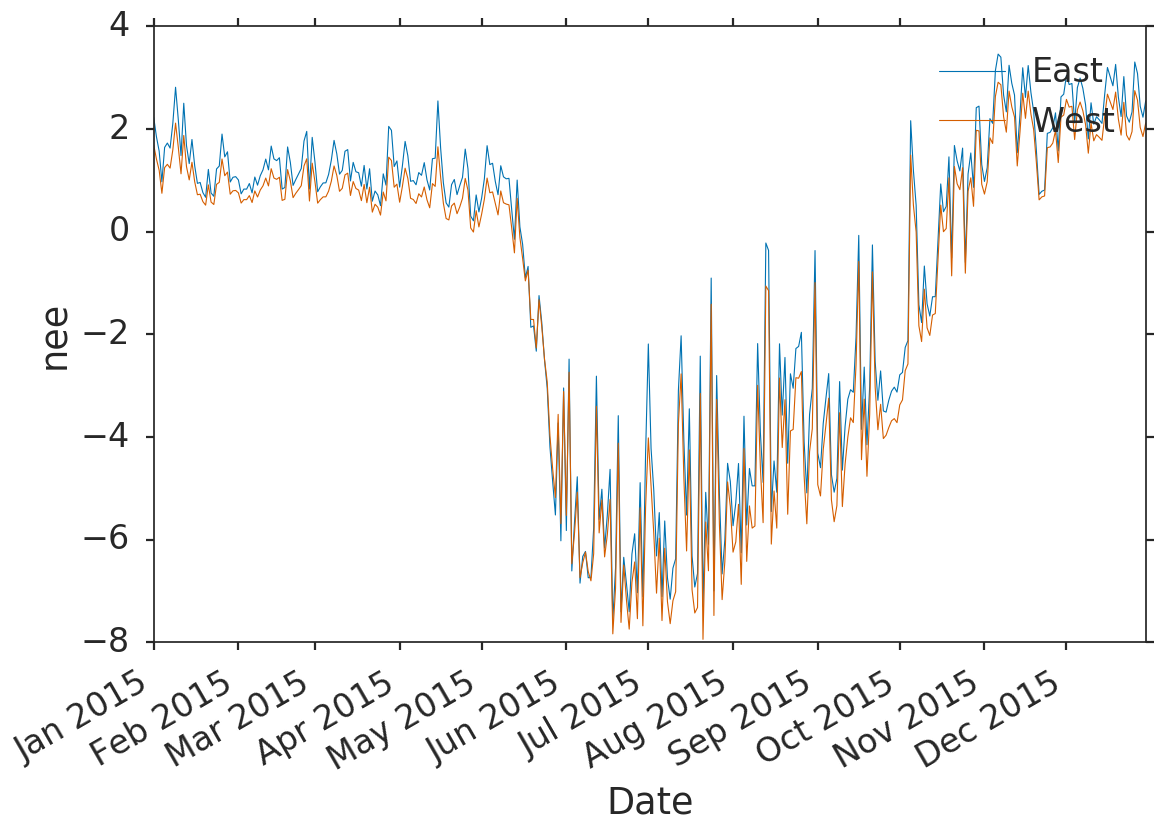 4
2
0
−2
−4
−6
−8
nee
East
West
Jan 2015
Feb 2015
Mar 2015
Apr 2015
May 2015
Jun 2015
Jul 2015
Aug 2015
Sep 2015
Oct 2015
Nov 2015
Dec 2015
Date